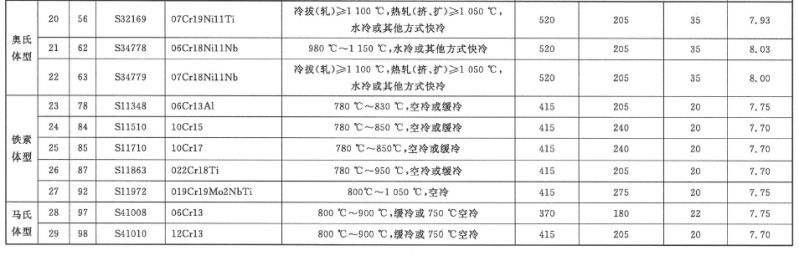 奥氏
体型
20 56 S32169 07Cr19Ni11Ti 冷拔(轧)≥1 100 ℃,热轧(挤、扩)≥1 050 ℃,
水冷或其他方式快冷 520 205 35 7.93
21 62 S34778 06Cr18Ni11Nb 980 ℃～1 150 ℃,水冷或其他方式快冷 520 205 35 8.03
22 63 S34779 07Cr18Ni11Nb 冷拔(轧)≥1 100 ℃,热轧(挤、扩)≥1 050 ℃,
水冷或其他方式快冷 520 205 35 8.00
铁素
体型
23 78 S11348 06Cr13Al 780 ℃～830 ℃,空冷或缓冷 415 205 20 7.75
24 84 S11510 10Cr15 780 ℃～850 ℃,空冷或缓冷 415 240 20 7.70
25 85 S11710 10Cr17 780 ℃～850℃,空冷或缓冷 415 240 20 7.70
26 87 S11863 022Cr18Ti 780 ℃～950 ℃,空冷或缓冷 415 205 20 7.70
27 92 S11972 019Cr19Mo2NbTi 800℃～1 050 ℃,空冷 415 275 20 7.75
马氏
体型
28 97 S41008 06Cr13 800 ℃～900 ℃,缓冷或 750 ℃空冷 370 180 22 7.75
29 98 S41010 12Cr13 800 ℃～900 ℃,缓冷或 750 ℃空冷 415 205 20 7.70